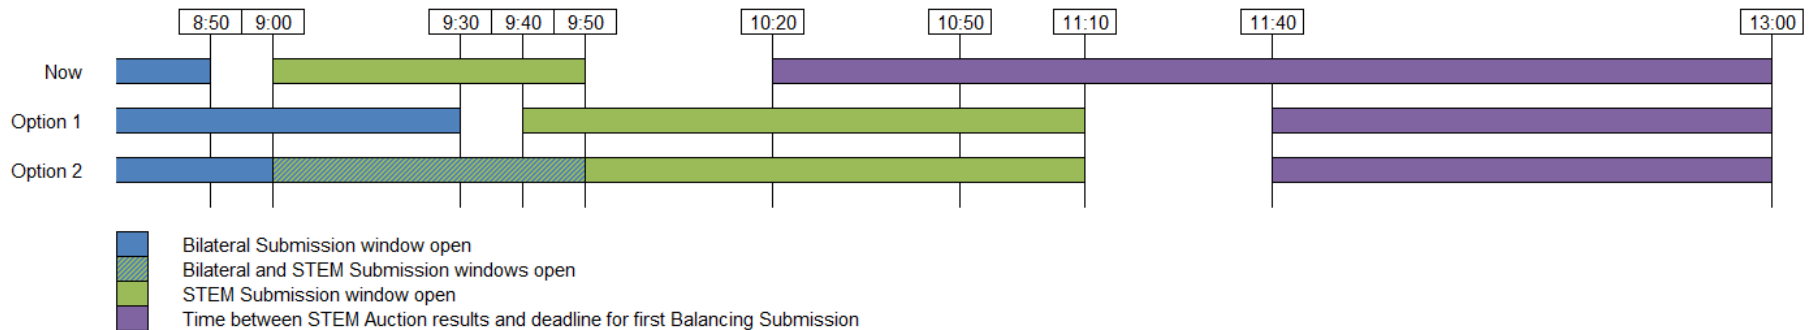 8:50 9:00 9:30 9:40 9:50 10:20 10:50 11:10 11:40 13:00
Now
Option 1
Option 2
Bilateral Submission window open
Bilateral and STEM Submission windows open
STEM Submission window open
Time between STEM Auction results and deadline for first Balancing Submission